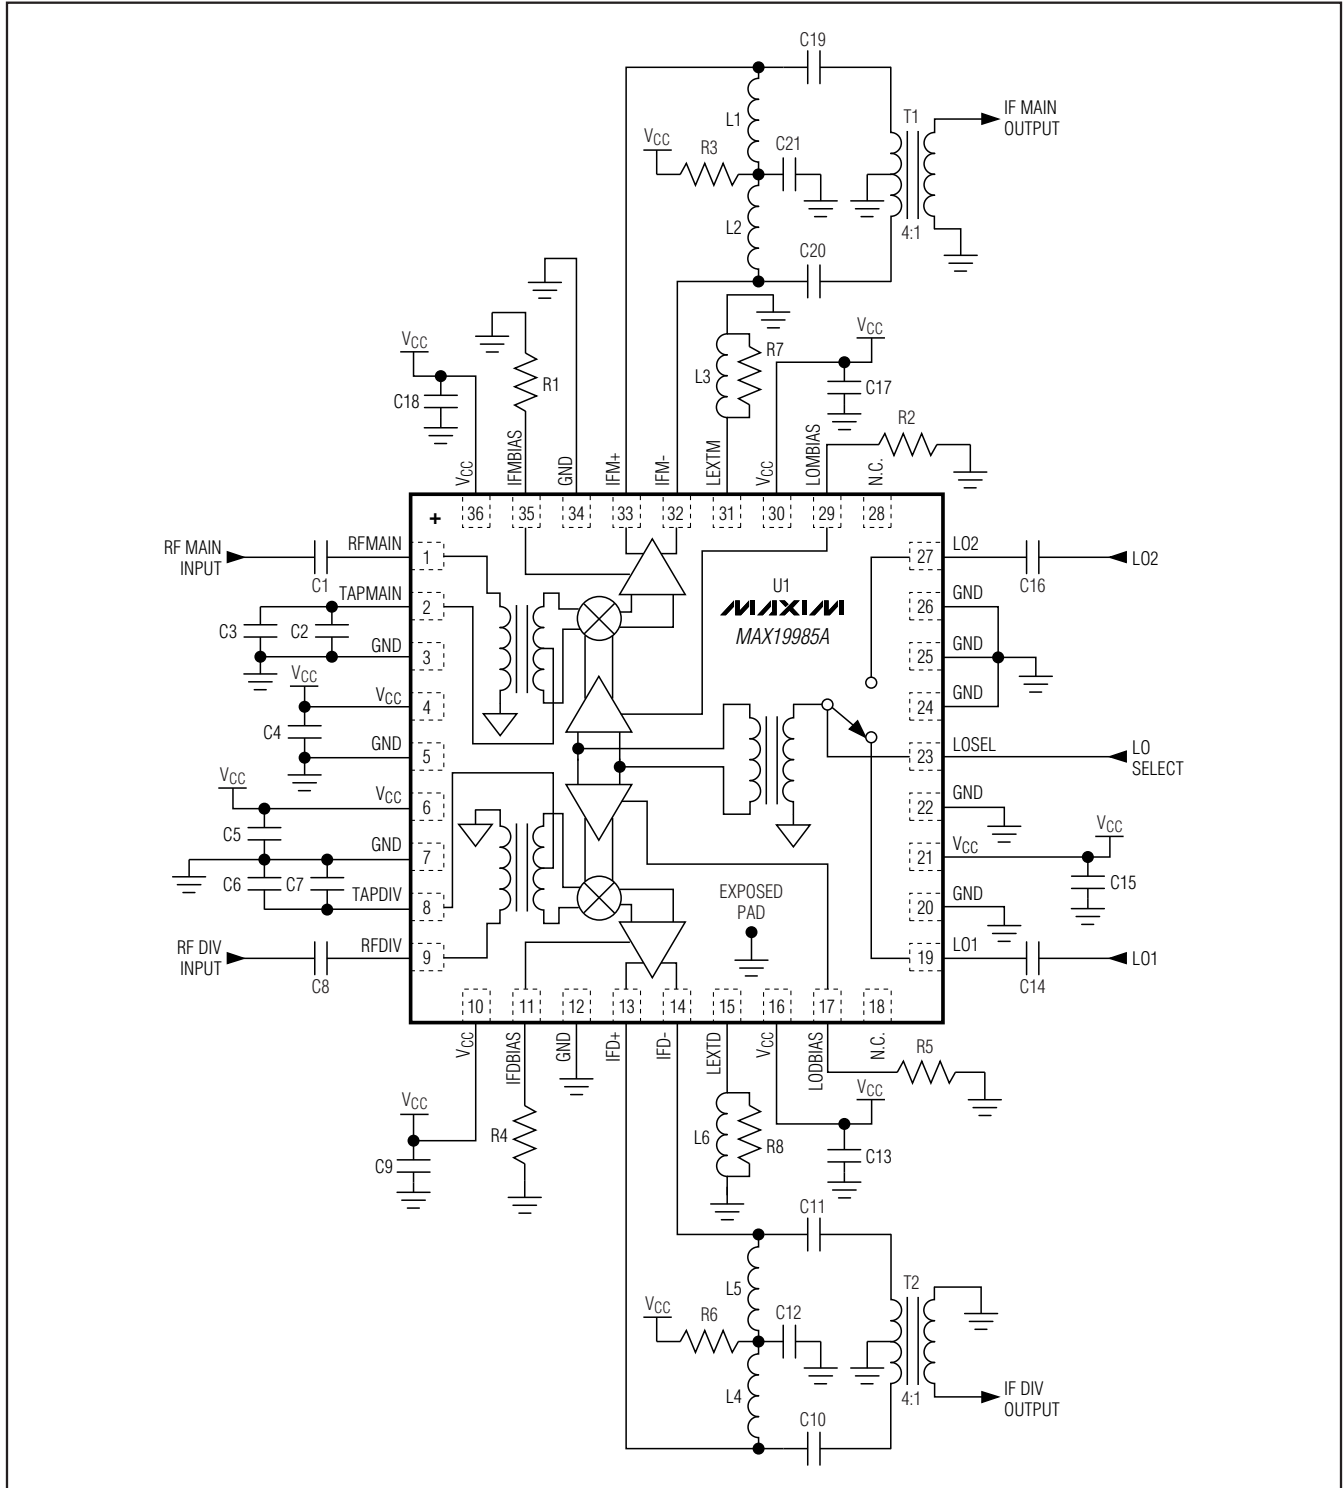 C19
T1
IF MAIN
OUTPUT
L1
VCC
R3
C21
L2
4:1
C20
VCC
C18
R1
L3
R7
VCC
C17
R2
VCC
IFMBIAS
GND
IFM+
IFM-
LEXTM
VCC
LOMBIAS
N.C.
+
36
35
34
33
32
31
30
29
28
RF MAIN
INPUT
C1
RFMAIN
1
27
LO2
C16
LO2
U1
MAXIM
MAX19985A
TAPMAIN
2
26
GND
C3
C2
GND
3
25
GND
VCC
VCC
4
24
GND
C4
GND
5
23
LOSEL
LO
SELECT
VCC
VCC
6
22
GND
C5
GND
7
21
VCC
VCC
C6
C7
C15
TAPDIV
8
20
GND
EXPOSED
PAD
RF DIV
INPUT
C8
RFDIV
9
19
LO1
C14
LO1
10
11
12
13
14
15
16
17
18
VCC
IFDBIAS
GND
IFD+
IFD-
LEXTD
VCC
LODBIAS
N.C.
R5
VCC
C9
R4
L6
R8
VCC
C13
C11
L5
T2
VCC
R6
C12
L4
4:1
IF DIV
OUTPUT
C10